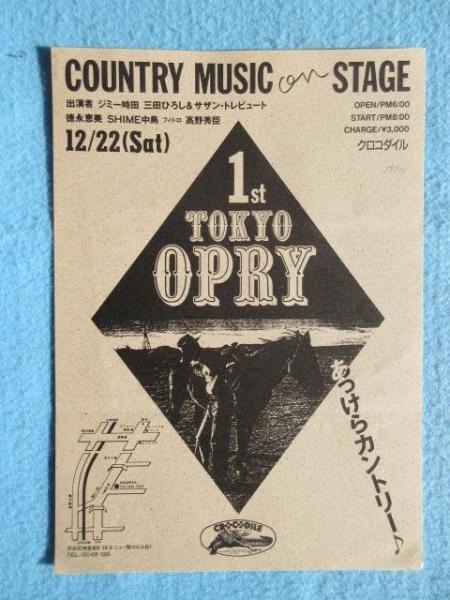 COUNTRY MUSIC on STAGE
出演者 ジミー時田 三田ひろし&サザン・トレビュート
徳永恵美 SHIME中島 フィドロ 高野秀臣
12/22(Sat)
OPEN/PM6:00
START/PM8:00
CHARGE/¥3,000
クロコダイル
1st
TOKYO
OPRY
あっけらカントリー♪
CROCODILE